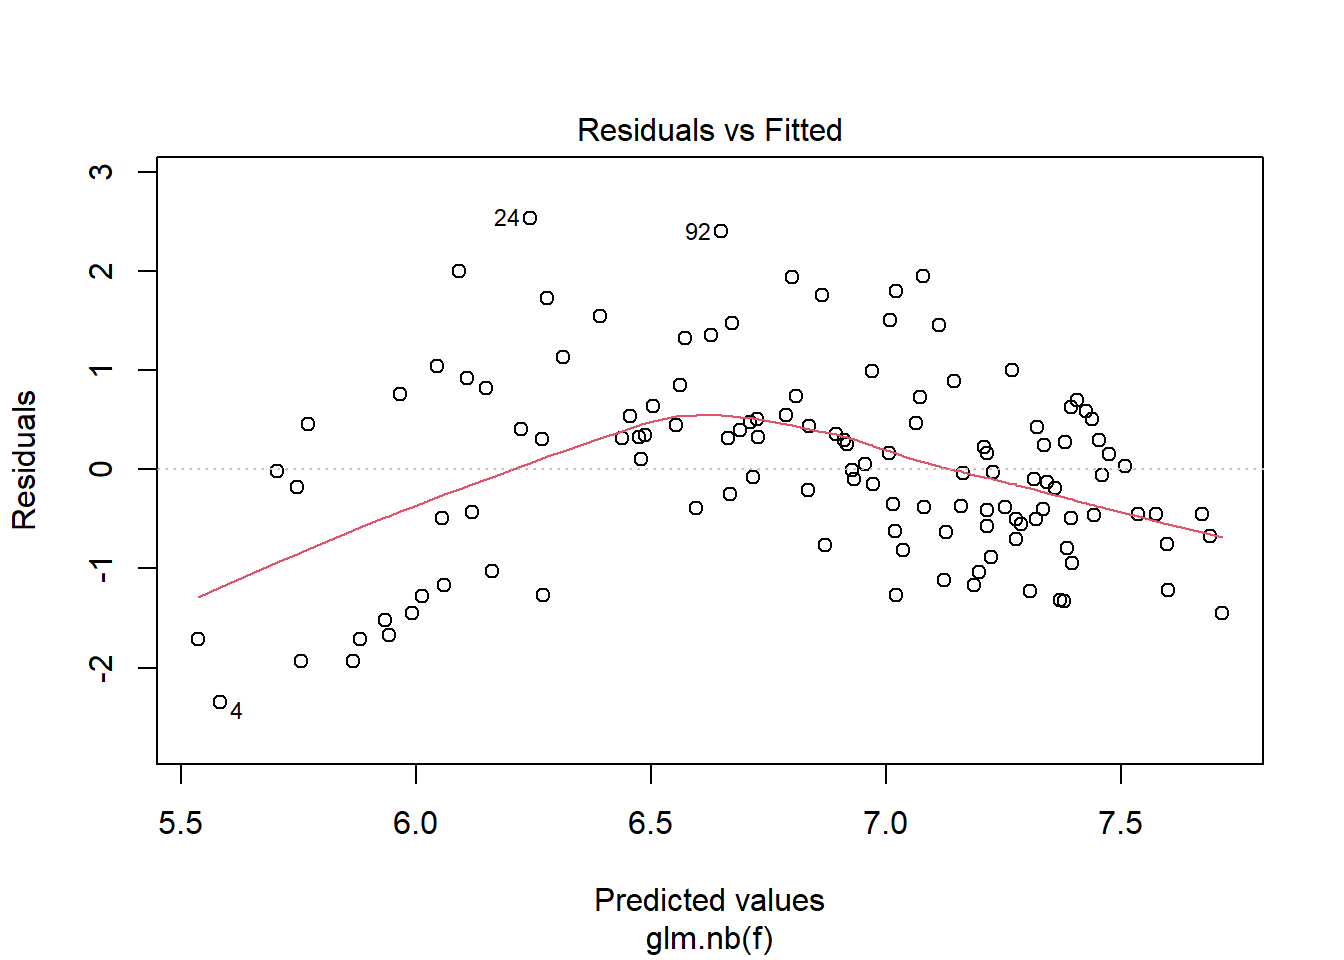 Residuals vs Fitted
3
2
1
0
-1
-2
Residuals
24
92
4
5.5 6.0 6.5 7.0 7.5
Predicted values
glm.nb(f)